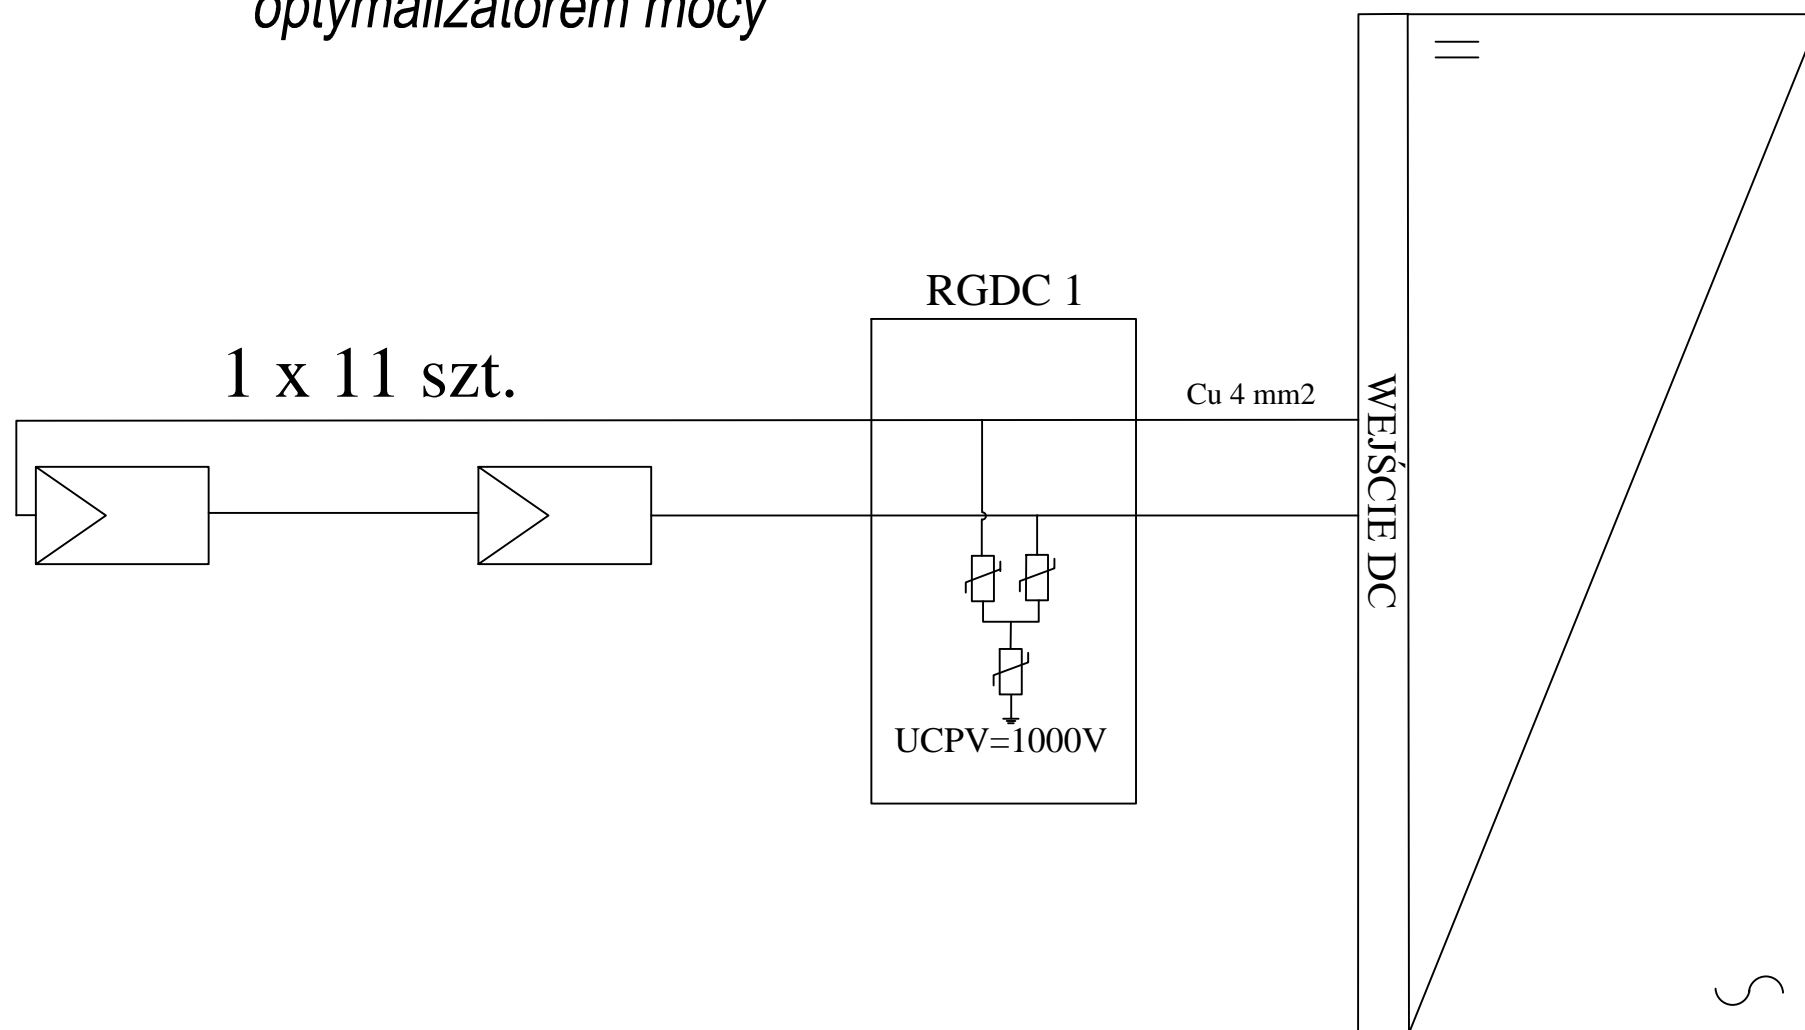 optymalizatorem mocy
RGDC 1
1 x 11 szt.
Cu 4 mm2
WEJŚCIE DC
UCPV=1000V